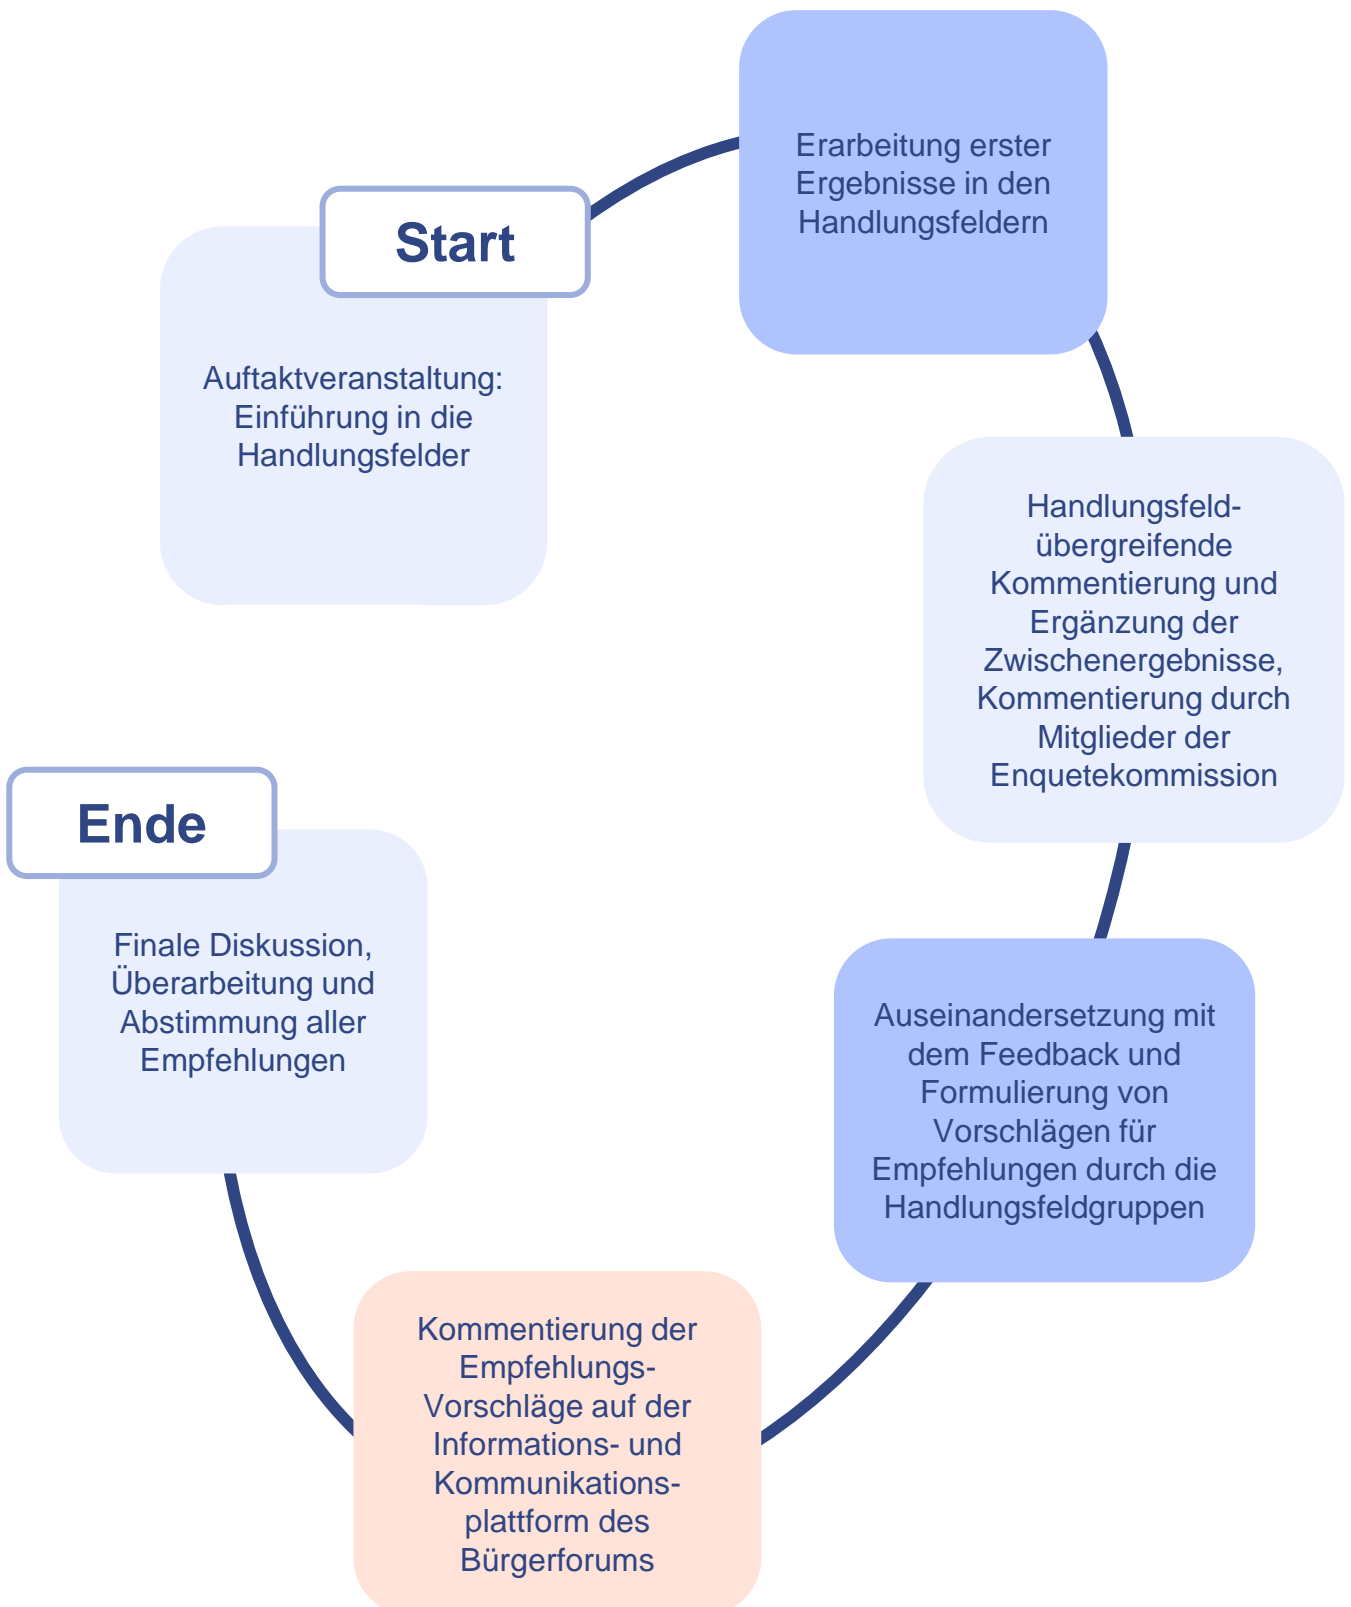 Start
Auftaktveranstaltung:
Einführung in die
Handlungsfelder
Erarbeitung erster
Ergebnisse in den
Handlungsfeldern
Handlungsfeld-
übergreifende
Kommentierung und
Ergänzung der
Zwischenergebnisse,
Kommentierung durch
Mitglieder der
Enquetekommission
Auseinandersetzung mit
dem Feedback und
Formulierung von
Vorschlägen für
Empfehlungen durch die
Handlungsfeldgruppen
Kommentierung der
Empfehlungs-
Vorschläge auf der
Informations- und
Kommunikations-
plattform des
Bürgerforums
Ende
Finale Diskussion,
Überarbeitung und
Abstimmung aller
Empfehlungen